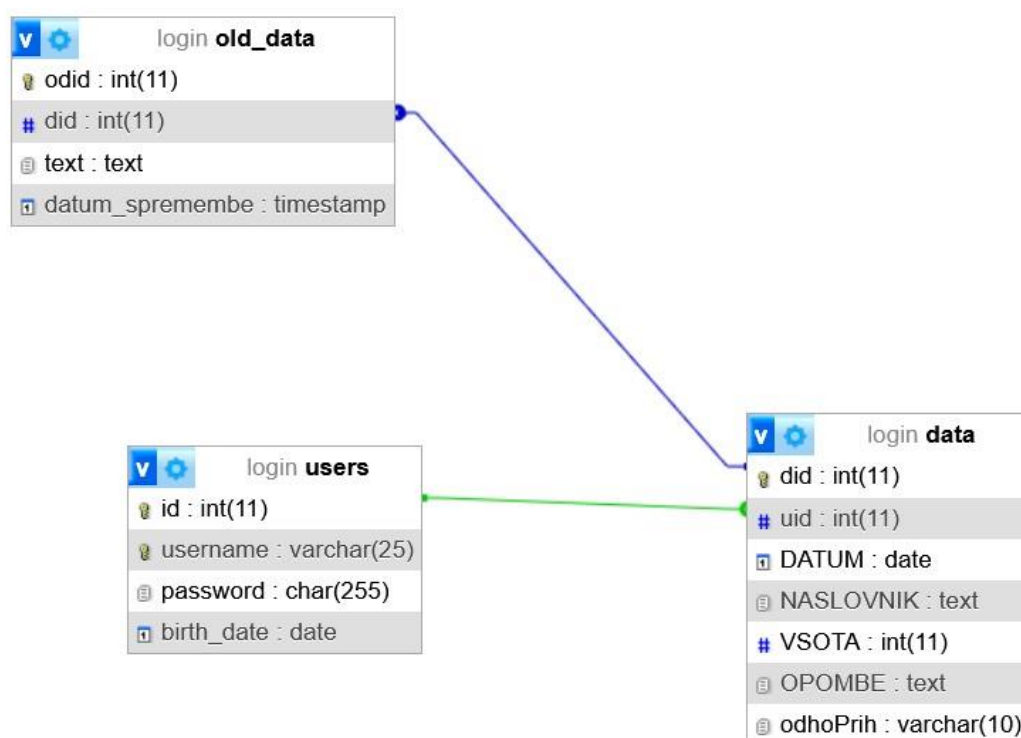 v login old_data
odid : int(11)
# did : int(11)
text : text
datum_spremembe : timestamp
v login users
id : int(11)
username : varchar(25)
password : char(255)
birth_date : date
v login data
did : int(11)
# uid : int(11)
DATUM : date
NASLOVNIK : text
# VSOTA : int(11)
OPOMBE : text
odhoPrih : varchar(10)